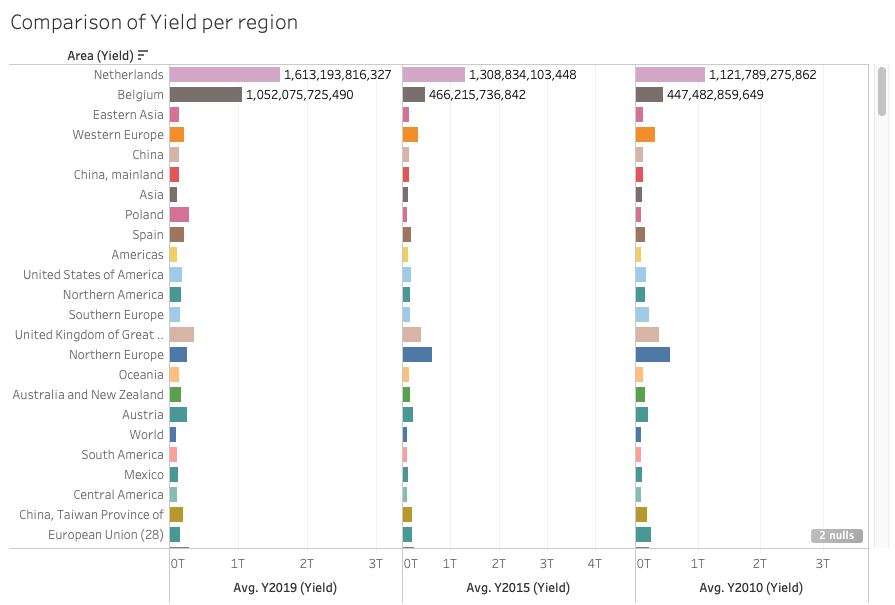 Comparison of Yield per region
Area (Yield)
Netherlands 1,613,193,816,327 1,308,834,103,448 1,121,789,275,862
Belgium 1,052,075,725,490 466,215,736,842 447,482,859,649
Eastern Asia
Western Europe
China
China, mainland
Asia
Poland
Spain
Americas
United States of America
Northern America
Southern Europe
United Kingdom of Great ..
Northern Europe
Oceania
Australia and New Zealand
Austria
World
South America
Mexico
Central America
China, Taiwan Province of
European Union (28)
2 nulls
0T 1T 2T 3T 0T 1T 2T 3T 4T 0T 1T 2T 3T
Avg. Y2019 (Yield) Avg. Y2015 (Yield) Avg. Y2010 (Yield)